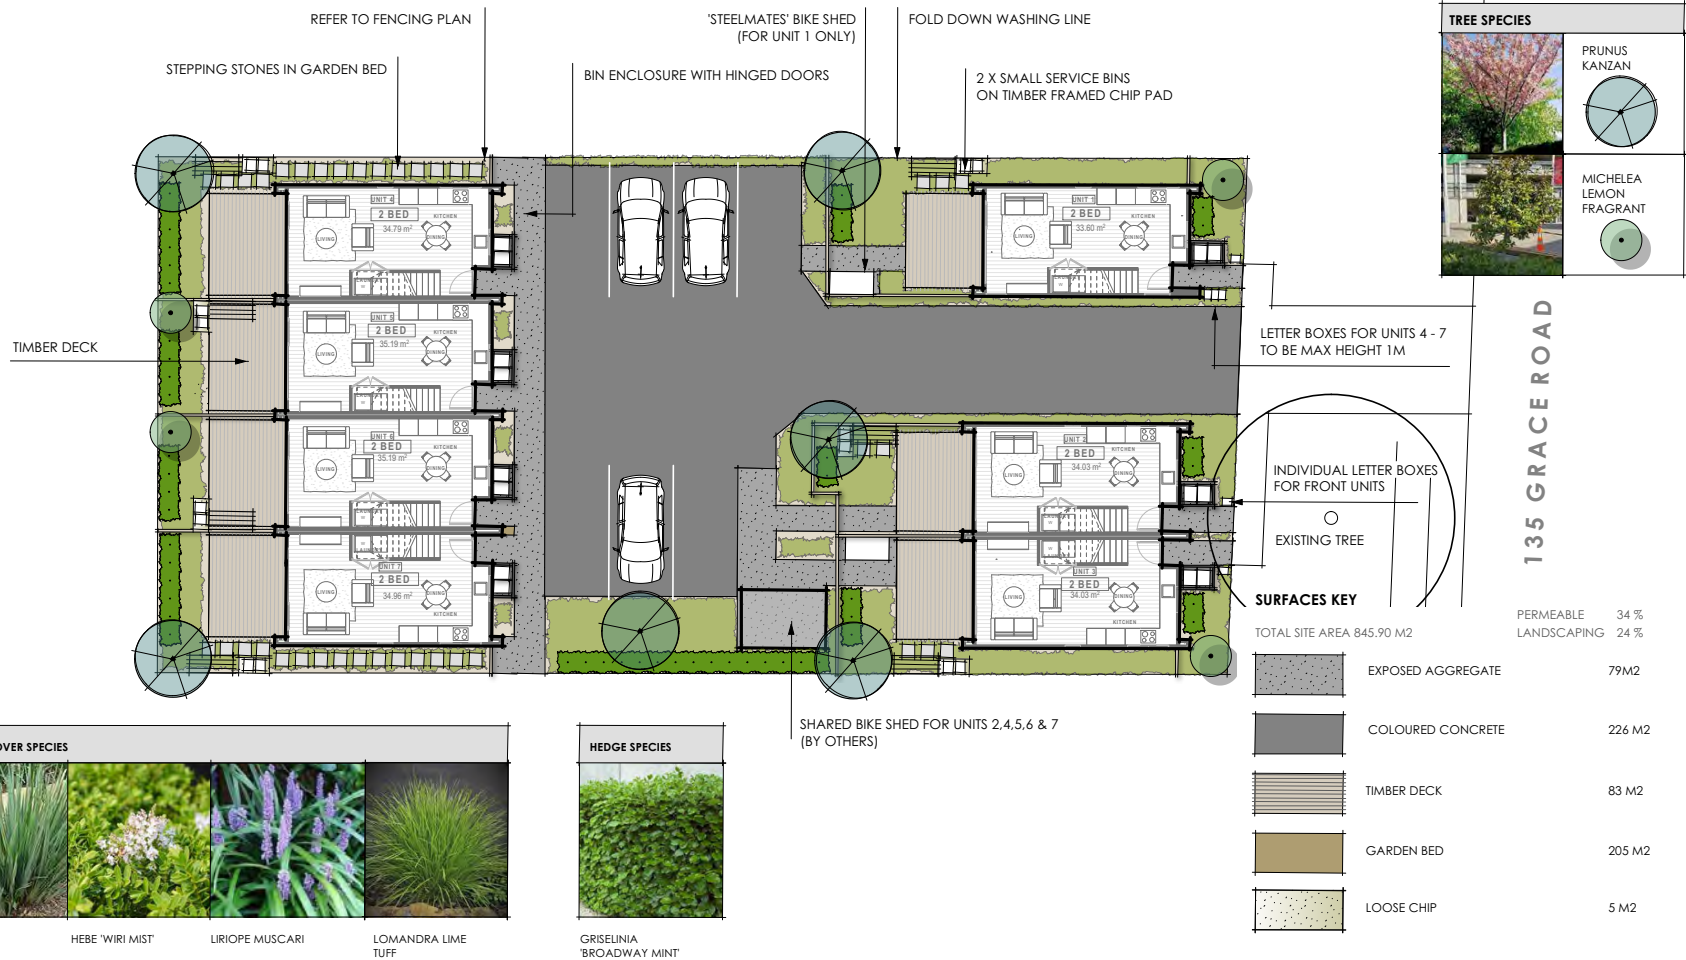 REFER TO FENCING PLAN
STEPPING STONES IN GARDEN BED
BIN ENCLOSURE WITH HINGED DOORS
'STEELMATES' BIKE SHED
(FOR UNIT 1 ONLY)
FOLD DOWN WASHING LINE
2 X SMALL SERVICE BINS
ON TIMBER FRAMED CHIP PAD
TREE SPECIES
PRUNUS
KANZAN
MICHELEA
LEMON
FRAGRANT
TIMBER DECK
UNIT 4
2 BED
34.79 m²
LIVING
KITCHEN
DINING
UNIT 5
2 BED
35.19 m²
LIVING
KITCHEN
DINING
UNIT 6
2 BED
35.19 m²
LIVING
KITCHEN
DINING
UNIT 7
2 BED
34.96 m²
LIVING
DINING
KITCHEN
UNIT 1
2 BED
33.60 m²
LIVING
KITCHEN
DINING
UNIT 2
2 BED
34.03 m²
LIVING
KITCHEN
DINING
UNIT 3
2 BED
34.03 m²
LIVING
DINING
KITCHEN
LETTER BOXES FOR UNITS 4 - 7
TO BE MAX HEIGHT 1M
INDIVIDUAL LETTER BOXES
FOR FRONT UNITS
EXISTING TREE
135 GRACE ROAD
SHARED BIKE SHED FOR UNITS 2,4,5,6 & 7
(BY OTHERS)
SURFACES KEY
TOTAL SITE AREA 845.90 M2
PERMEABLE 34 %
LANDSCAPING 24 %
EXPOSED AGGREGATE 79M2
COLOURED CONCRETE 226 M2
TIMBER DECK 83 M2
GARDEN BED 205 M2
LOOSE CHIP 5 M2
OVER SPECIES
HEBE 'WIRI MIST'
LIRIOPE MUSCARI
LOMANDRA LIME
TUFF
HEDGE SPECIES
GRISELINIA
'BROADWAY MINT'